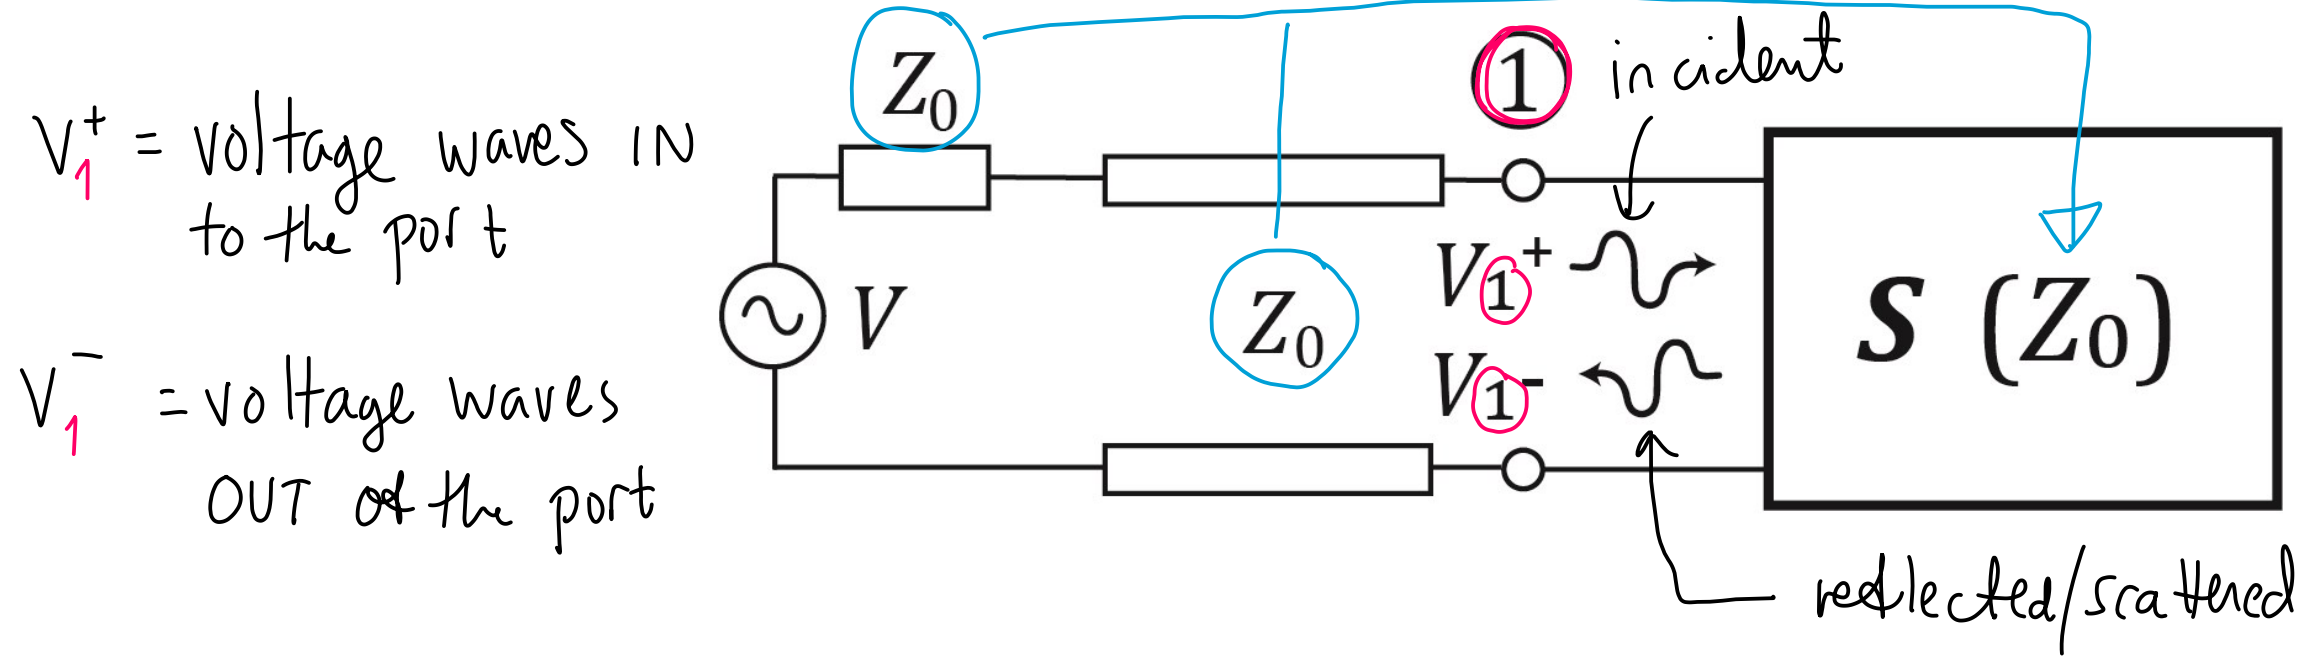 V₁⁺ = voltage waves IN
to the port
V₁⁻ = voltage waves
OUT of the port
Z₀
V
Z₀
1
incident
V₁⁺
V₁⁻
S (Z₀)
reflected/scattered